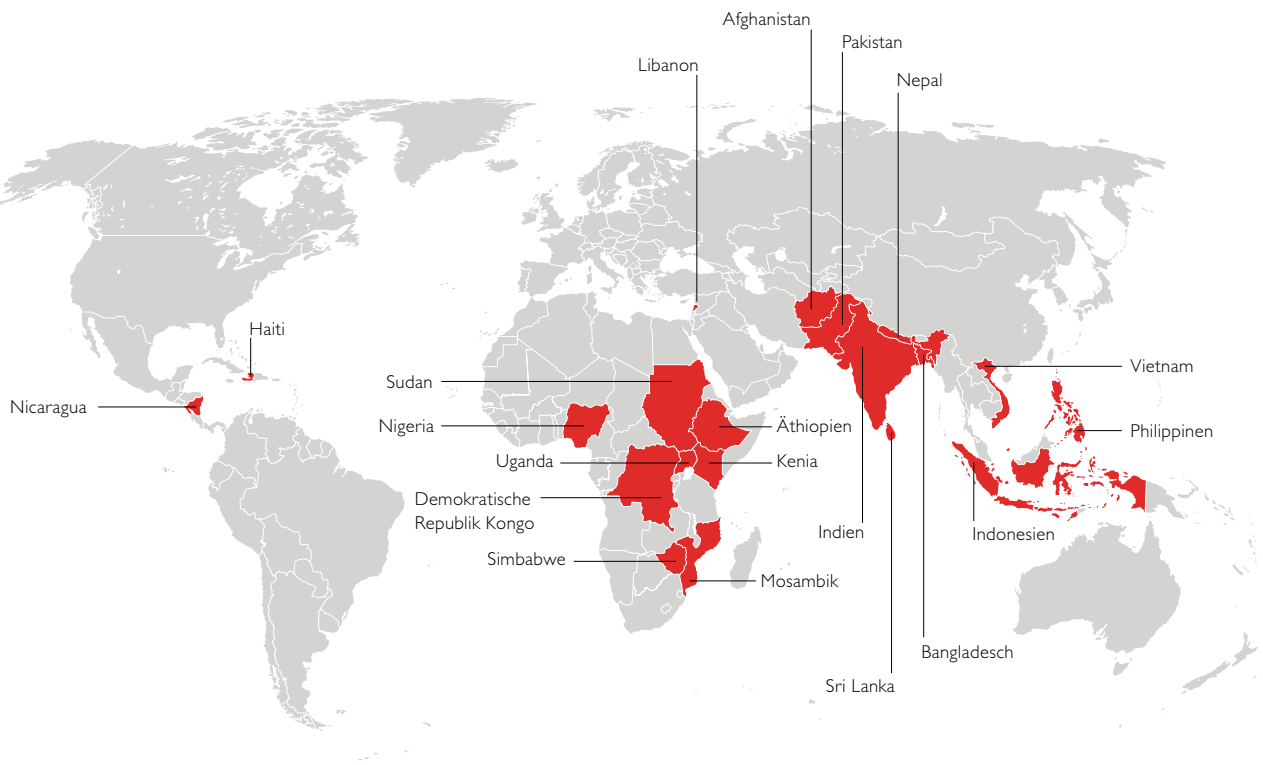 Afghanistan
Pakistan
Libanon
Nepal
Haiti
Vietnam
Sudan
Nicaragua
Nigeria
Äthiopien
Philippinen
Uganda
Kenia
Demokratische
Republik Kongo
Indien
Indonesien
Simbabwe
Mosambik
Bangladesch
Sri Lanka